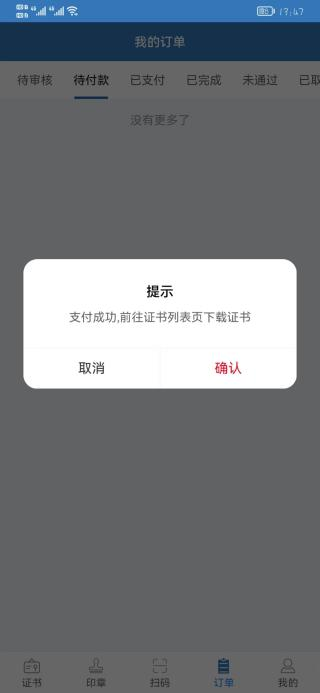 17:47
我的订单
待审核 待付款 已支付 已完成 未通过 已取
没有更多了
提示
支付成功,前往证书列表页下载证书
取消 确认
证书 印章 扫码 订单 我的